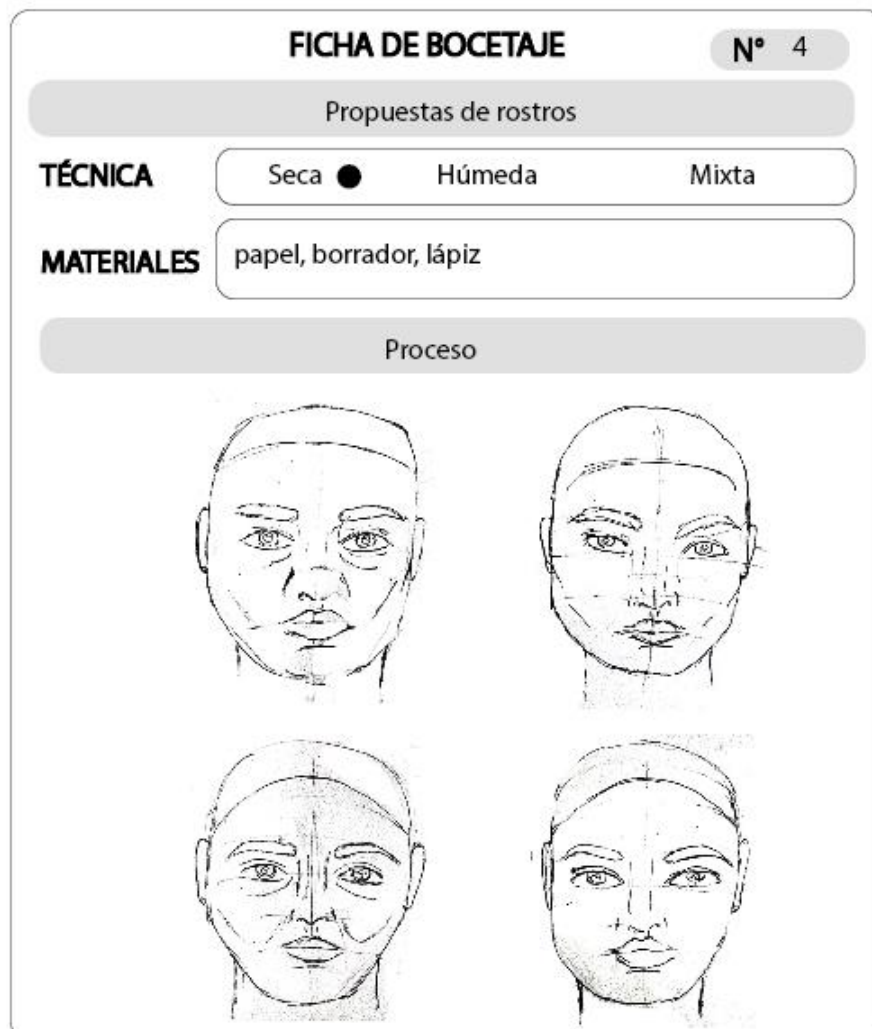 FICHA DE BOCETAJE N° 4
Propuestas de rostros
TÉCNICA Seca Húmeda Mixta
MATERIALES papel, borrador, lápiz
Proceso